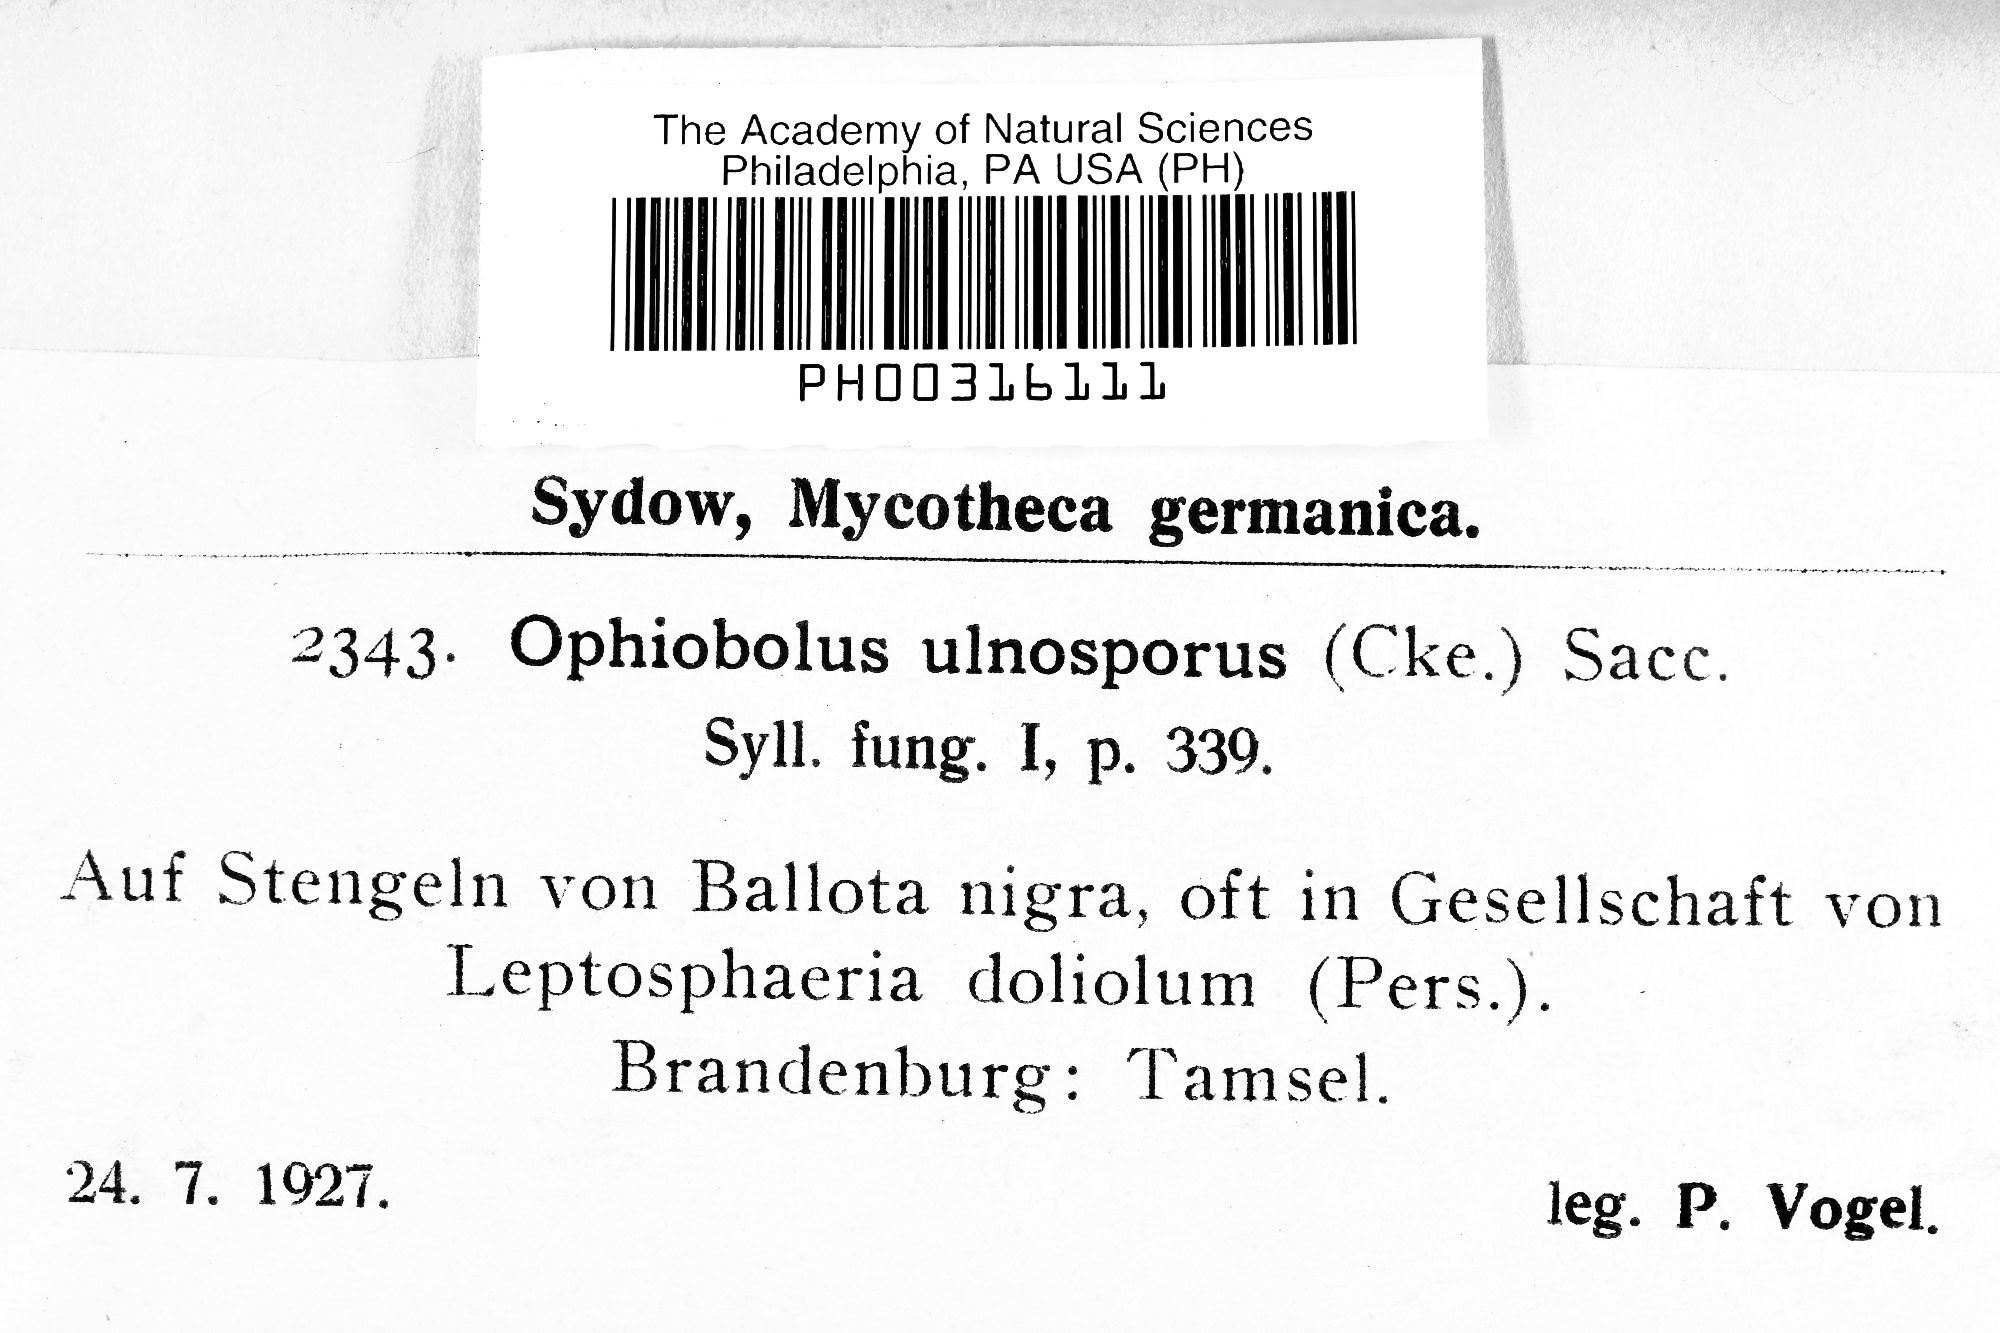 The Academy of Natural Sciences
Philadelphia, PA USA (PH)
PH00316111
Sydow, Mycotheca germanica.
2343. Ophiobolus ulnosporus (Cke.) Sacc.
Syll. fung. I, p. 339.
Auf Stengeln von Ballota nigra, oft in Gesellschaft von
Leptosphaeria doliolum (Pers.).
Brandenburg: Tamsel.
24. 7. 1927. leg. P. Vogel.